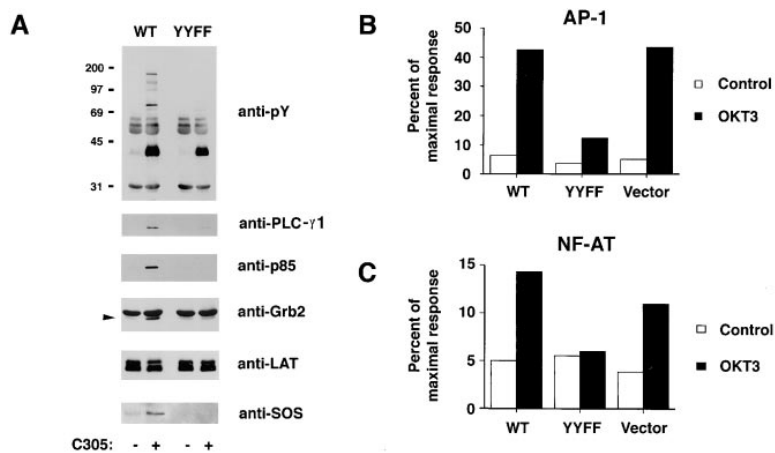 A
WT YYFF
200
97
69
45
31
anti-pY
anti-PLC-γ1
anti-p85
anti-Grb2
anti-LAT
anti-SOS
C305: - + - +
B
AP-1
Percent of
maximal response
50
40
30
20
10
0
WT YYFF Vector
Control
OKT3
C
NF-AT
Percent of
maximal response
15
10
5
0
WT YYFF Vector
Control
OKT3